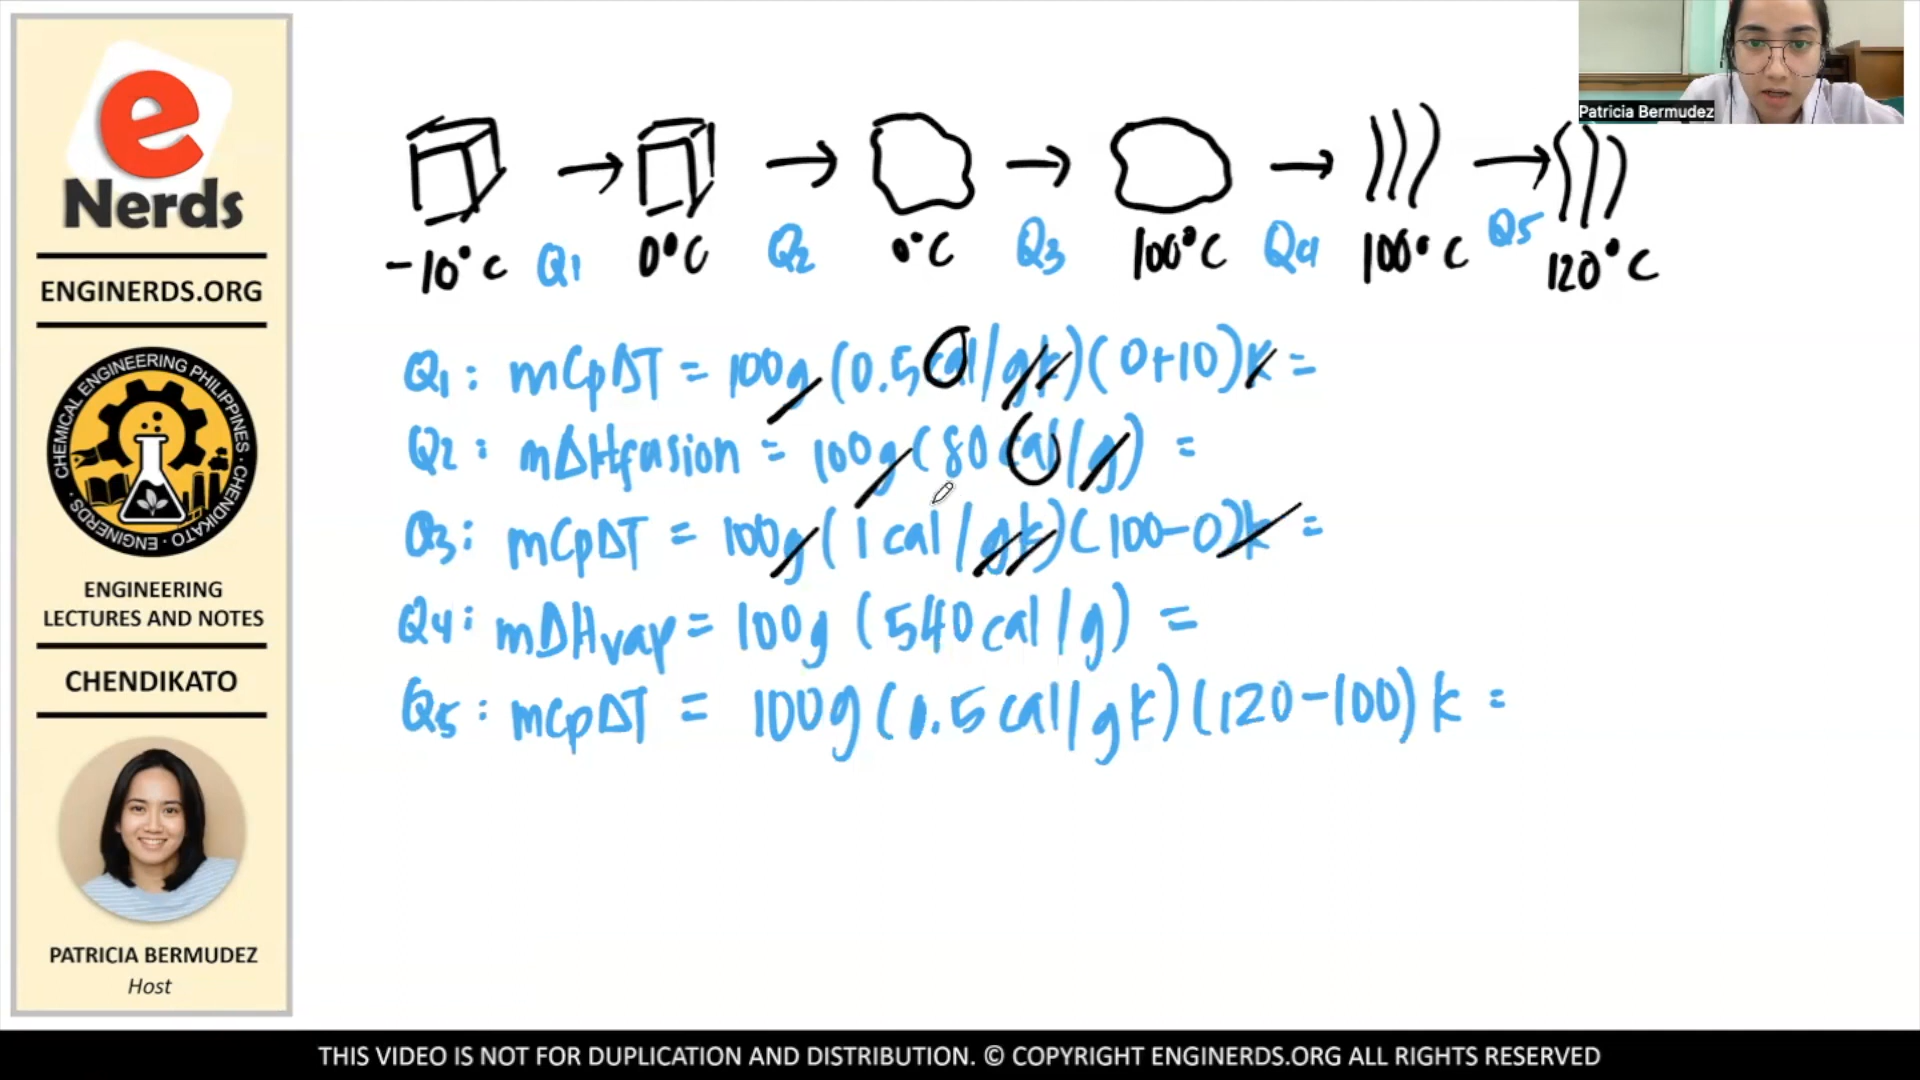 e
Nerds
ENGINERDS.ORG
CHEMICAL ENGINEERING PHILIPPINES · CHENDIKATO · ENGINERDS ·
ENGINEERING
LECTURES AND NOTES
CHENDIKATO
PATRICIA BERMUDEZ
Host
Patricia Bermudez
-10°C Q1 0°C Q2 0°C Q3 100°C Q4 100°C Q5 120°C
Q1: mCpΔT = 100g (0.5cal/gk)(0+10)k =
Q2: mΔHfusion = 100g (80 cal/g) =
Q3: mCpΔT = 100g (1 cal/gk)(100-0)k =
Q4: mΔHvap = 100g (540 cal/g) =
Q5: mCpΔT = 100g (0.5 cal/gk)(120-100)k =
THIS VIDEO IS NOT FOR DUPLICATION AND DISTRIBUTION. © COPYRIGHT ENGINERDS.ORG ALL RIGHTS RESERVED